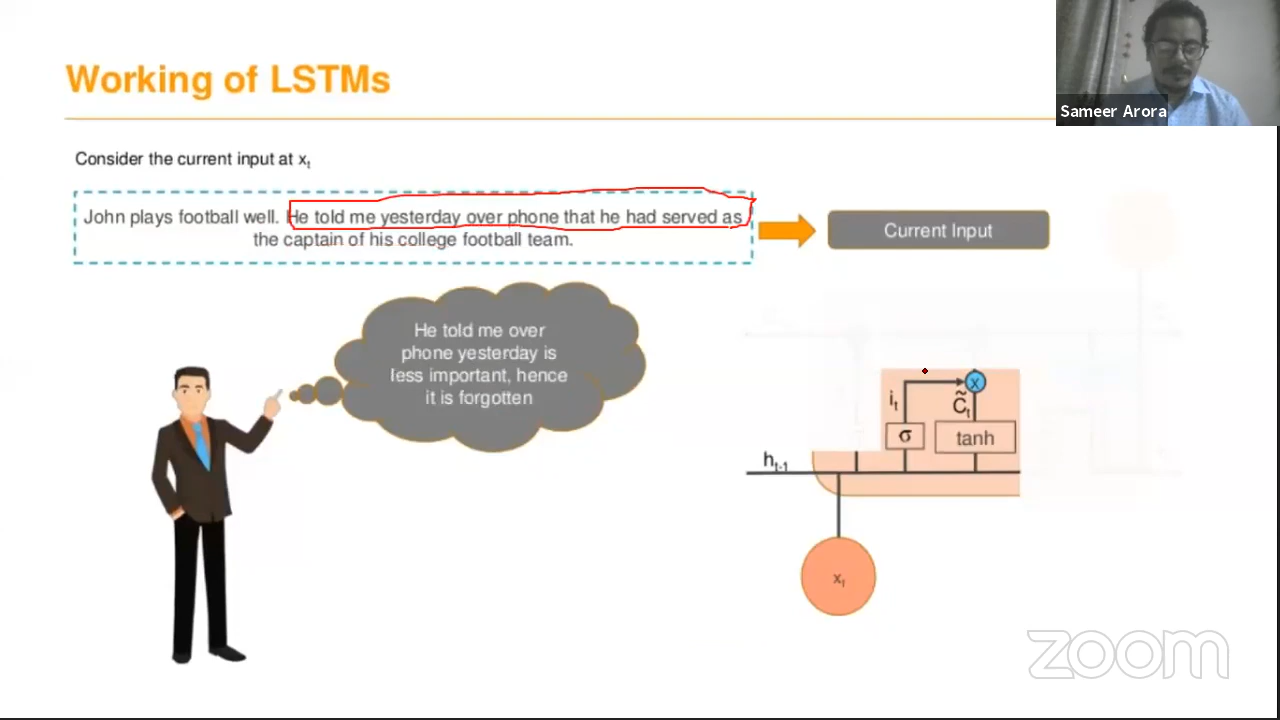 Sameer Arora
Working of LSTMs
Consider the current input at xt
John plays football well. He told me yesterday over phone that he had served as
the captain of his college football team.
Current Input
He told me over
phone yesterday is
less important, hence
it is forgotten
x
it
C̃t
σ
tanh
ht-1
xt
zoom